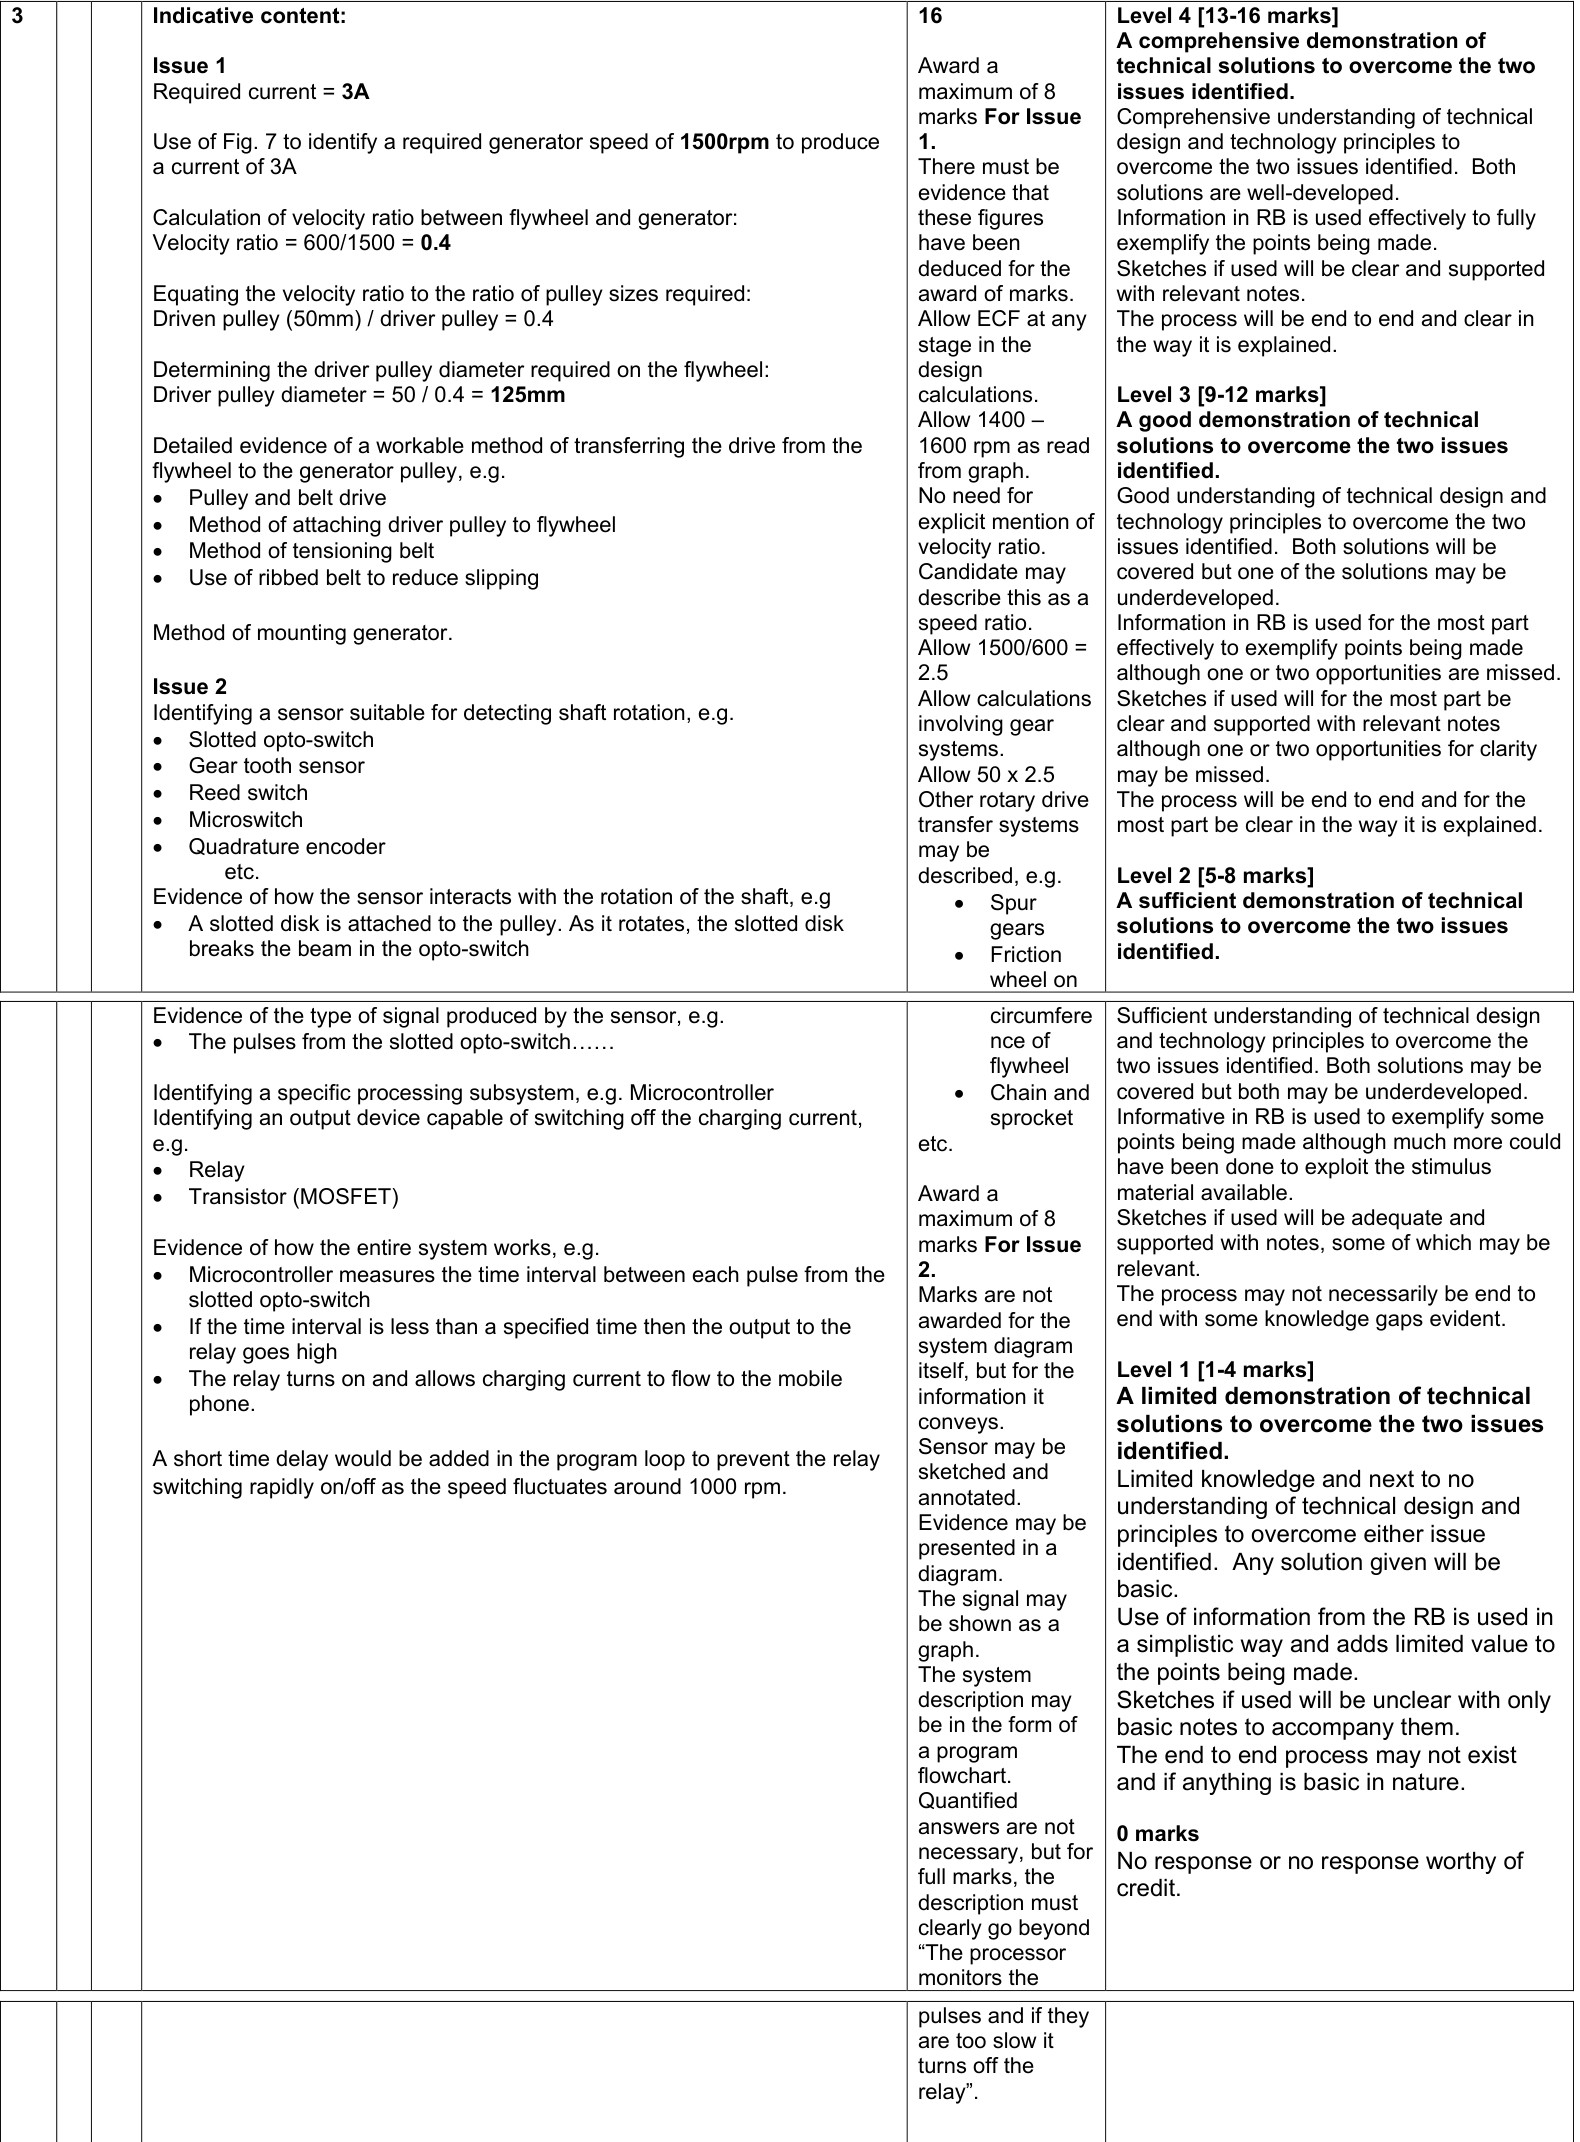 3
Indicative content:
Issue 1
Required current = 3A
Use of Fig. 7 to identify a required generator speed of 1500rpm to produce
a current of 3A
Calculation of velocity ratio between flywheel and generator:
Velocity ratio = 600/1500 = 0.4
Equating the velocity ratio to the ratio of pulley sizes required:
Driven pulley (50mm) / driver pulley = 0.4
Determining the driver pulley diameter required on the flywheel:
Driver pulley diameter = 50 / 0.4 = 125mm
Detailed evidence of a workable method of transferring the drive from the
flywheel to the generator pulley, e.g.
• Pulley and belt drive
• Method of attaching driver pulley to flywheel
• Method of tensioning belt
• Use of ribbed belt to reduce slipping
Method of mounting generator.
Issue 2
Identifying a sensor suitable for detecting shaft rotation, e.g.
• Slotted opto-switch
• Gear tooth sensor
• Reed switch
• Microswitch
• Quadrature encoder
etc.
Evidence of how the sensor interacts with the rotation of the shaft, e.g
• A slotted disk is attached to the pulley. As it rotates, the slotted disk
breaks the beam in the opto-switch
16
Award a
maximum of 8
marks For Issue
1.
There must be
evidence that
these figures
have been
deduced for the
award of marks.
Allow ECF at any
stage in the
design
calculations.
Allow 1400 –
1600 rpm as read
from graph.
No need for
explicit mention of
velocity ratio.
Candidate may
describe this as a
speed ratio.
Allow 1500/600 =
2.5
Allow calculations
involving gear
systems.
Allow 50 x 2.5
Other rotary drive
transfer systems
may be
described, e.g.
• Spur
gears
• Friction
wheel on
Level 4 [13-16 marks]
A comprehensive demonstration of
technical solutions to overcome the two
issues identified.
Comprehensive understanding of technical
design and technology principles to
overcome the two issues identified.  Both
solutions are well-developed.
Information in RB is used effectively to fully
exemplify the points being made.
Sketches if used will be clear and supported
with relevant notes.
The process will be end to end and clear in
the way it is explained.
Level 3 [9-12 marks]
A good demonstration of technical
solutions to overcome the two issues
identified.
Good understanding of technical design and
technology principles to overcome the two
issues identified.  Both solutions will be
covered but one of the solutions may be
underdeveloped.
Information in RB is used for the most part
effectively to exemplify points being made
although one or two opportunities are missed.
Sketches if used will for the most part be
clear and supported with relevant notes
although one or two opportunities for clarity
may be missed.
The process will be end to end and for the
most part be clear in the way it is explained.
Level 2 [5-8 marks]
A sufficient demonstration of technical
solutions to overcome the two issues
identified.
Evidence of the type of signal produced by the sensor, e.g.
• The pulses from the slotted opto-switch……
Identifying a specific processing subsystem, e.g. Microcontroller
Identifying an output device capable of switching off the charging current,
e.g.
• Relay
• Transistor (MOSFET)
Evidence of how the entire system works, e.g.
• Microcontroller measures the time interval between each pulse from the
slotted opto-switch
• If the time interval is less than a specified time then the output to the
relay goes high
• The relay turns on and allows charging current to flow to the mobile
phone.
A short time delay would be added in the program loop to prevent the relay
switching rapidly on/off as the speed fluctuates around 1000 rpm.
circumfere
nce of
flywheel
• Chain and
sprocket
etc.
Award a
maximum of 8
marks For Issue
2.
Marks are not
awarded for the
system diagram
itself, but for the
information it
conveys.
Sensor may be
sketched and
annotated.
Evidence may be
presented in a
diagram.
The signal may
be shown as a
graph.
The system
description may
be in the form of
a program
flowchart.
Quantified
answers are not
necessary, but for
full marks, the
description must
clearly go beyond
“The processor
monitors the
Sufficient understanding of technical design
and technology principles to overcome the
two issues identified. Both solutions may be
covered but both may be underdeveloped.
Informative in RB is used to exemplify some
points being made although much more could
have been done to exploit the stimulus
material available.
Sketches if used will be adequate and
supported with notes, some of which may be
relevant.
The process may not necessarily be end to
end with some knowledge gaps evident.
Level 1 [1-4 marks]
A limited demonstration of technical
solutions to overcome the two issues
identified.
Limited knowledge and next to no
understanding of technical design and
principles to overcome either issue
identified.  Any solution given will be
basic.
Use of information from the RB is used in
a simplistic way and adds limited value to
the points being made.
Sketches if used will be unclear with only
basic notes to accompany them.
The end to end process may not exist
and if anything is basic in nature.
0 marks
No response or no response worthy of
credit.
pulses and if they
are too slow it
turns off the
relay”.